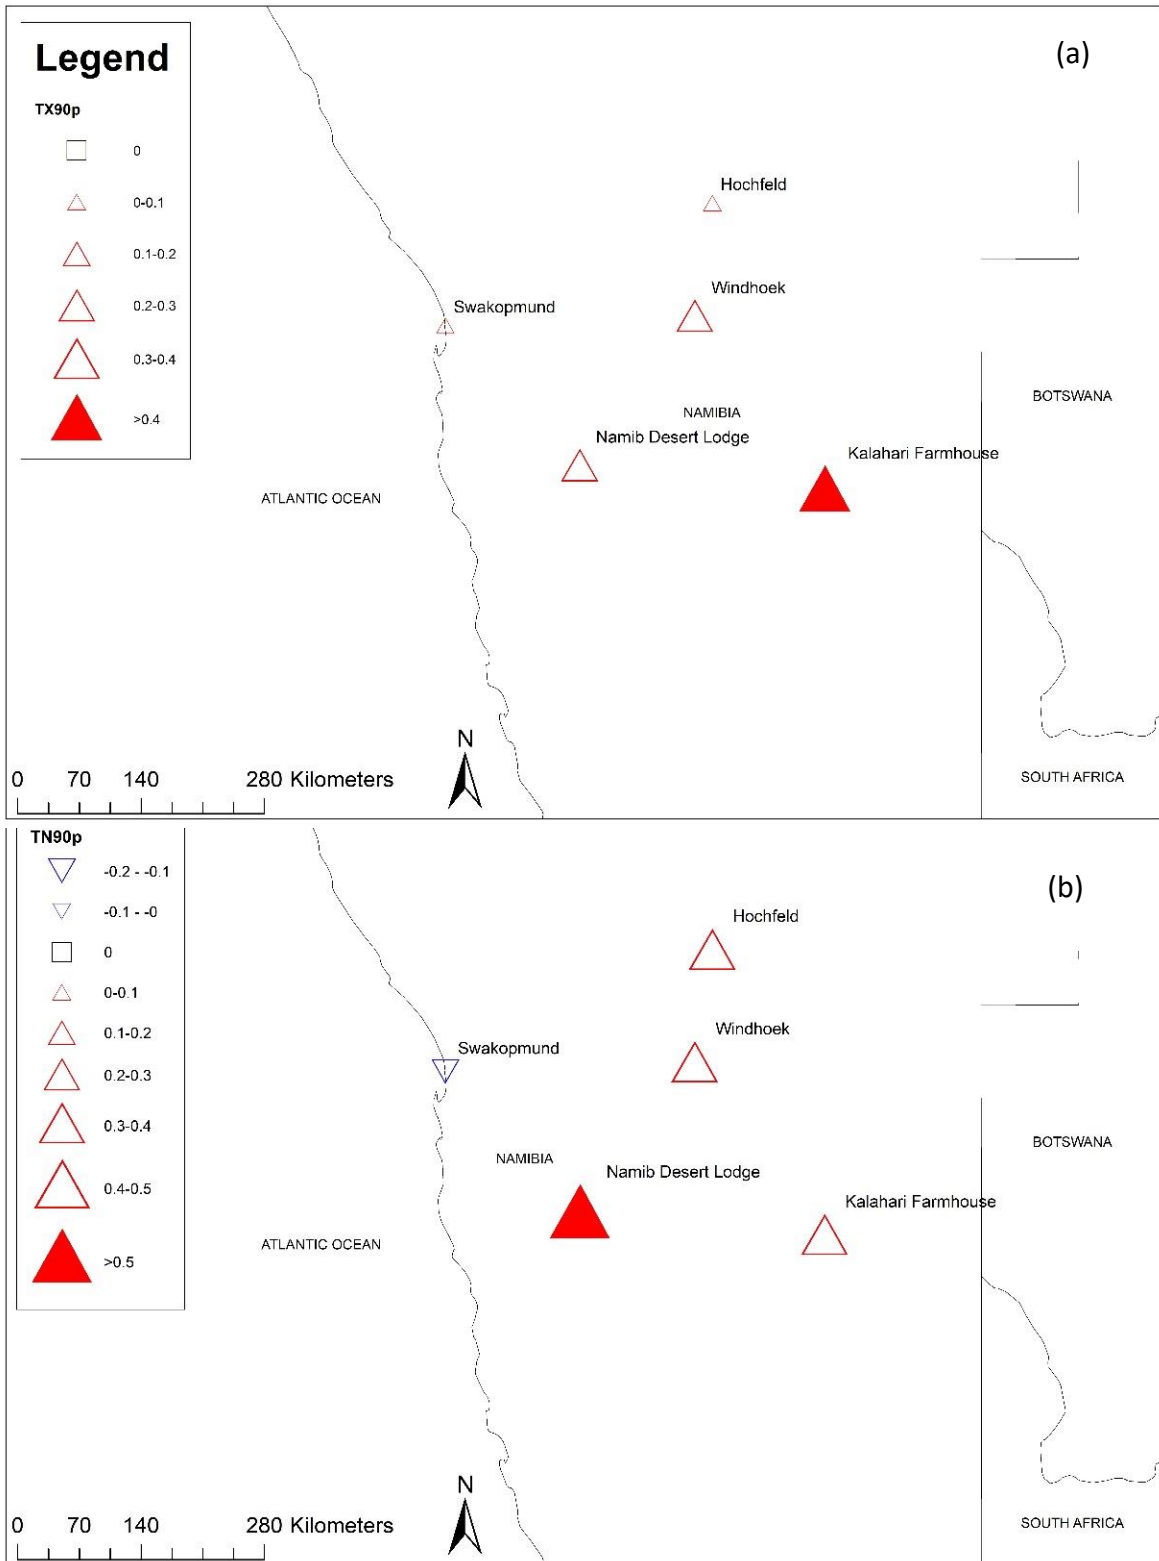 Legend
(a)
TX90p
0
0-0.1
0.1-0.2
0.2-0.3
0.3-0.4
>0.4
Hochfeld
Windhoek
Swakopmund
NAMIBIA
Namib Desert Lodge
Kalahari Farmhouse
BOTSWANA
ATLANTIC OCEAN
N
0 70 140 280 Kilometers
SOUTH AFRICA
TN90p
-0.2 - -0.1
-0.1 - -0
0
0-0.1
0.1-0.2
0.2-0.3
0.3-0.4
0.4-0.5
>0.5
(b)
Hochfeld
Windhoek
Swakopmund
NAMIBIA
Namib Desert Lodge
Kalahari Farmhouse
BOTSWANA
ATLANTIC OCEAN
N
0 70 140 280 Kilometers
SOUTH AFRICA